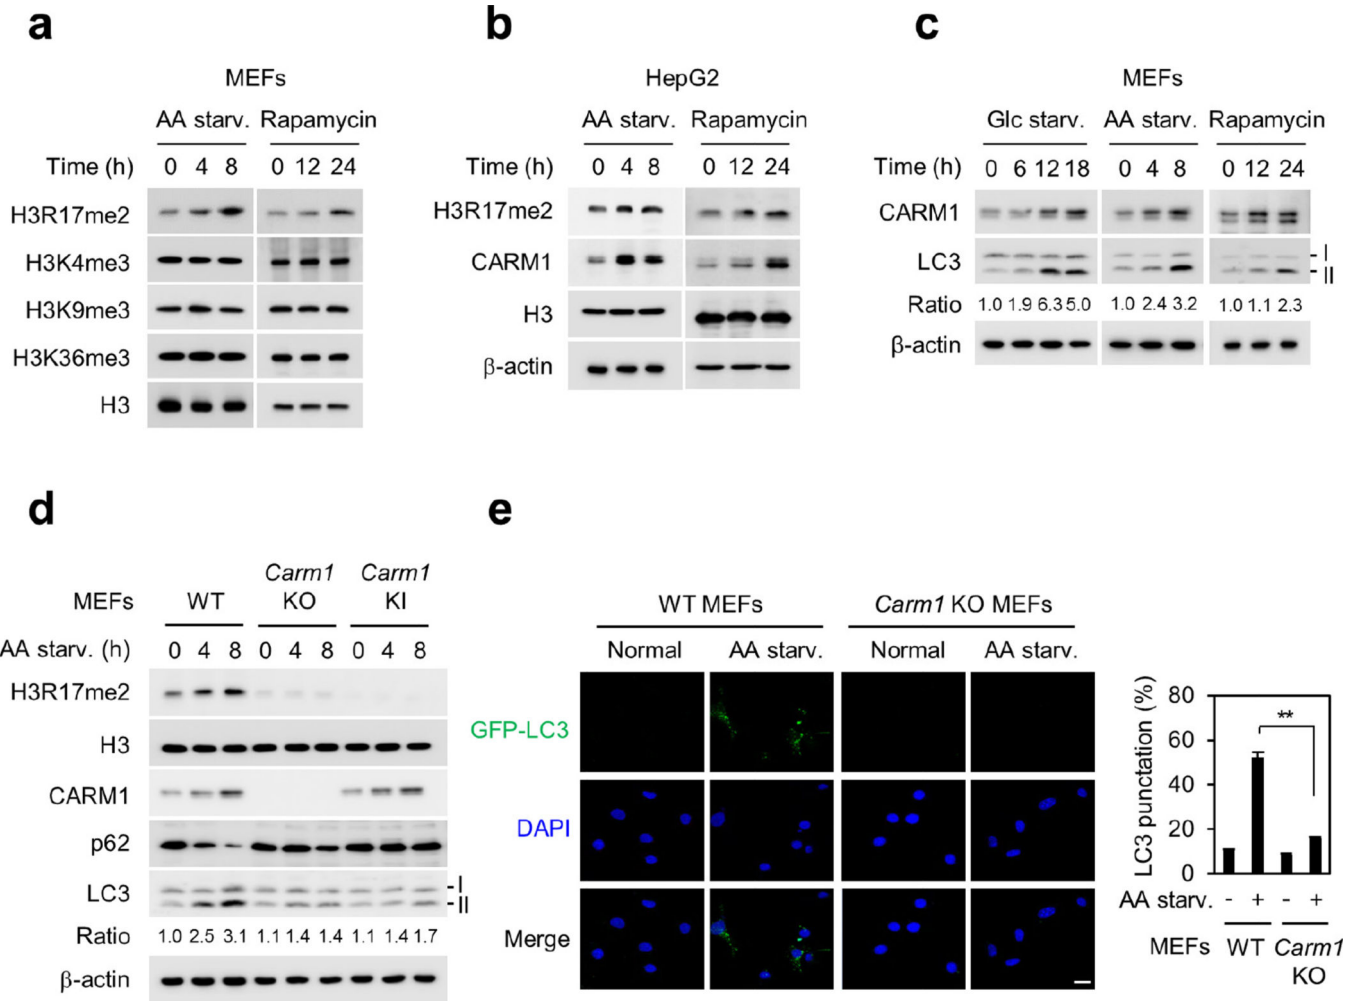 a
MEFs
AA starv. Rapamycin
Time (h) 0 4 8 0 12 24
H3R17me2
H3K4me3
H3K9me3
H3K36me3
H3
b
HepG2
AA starv. Rapamycin
Time (h) 0 4 8 0 12 24
H3R17me2
CARM1
H3
β-actin
c
MEFs
Glc starv. AA starv. Rapamycin
Time (h) 0 6 12 18 0 4 8 0 12 24
CARM1
LC3 I
II
Ratio 1.0 1.9 6.3 5.0 1.0 2.4 3.2 1.0 1.1 2.3
β-actin
d
MEFs WT Carm1 KO Carm1 KI
AA starv. (h) 0 4 8 0 4 8 0 4 8
H3R17me2
H3
CARM1
p62
LC3 I
II
Ratio 1.0 2.5 3.1 1.1 1.4 1.4 1.1 1.4 1.7
β-actin
e
WT MEFs Carm1 KO MEFs
Normal AA starv. Normal AA starv.
GFP-LC3
DAPI
Merge
LC3 punctation (%)
80
60
40
20
0
**
AA starv. - + - +
MEFs WT Carm1
KO